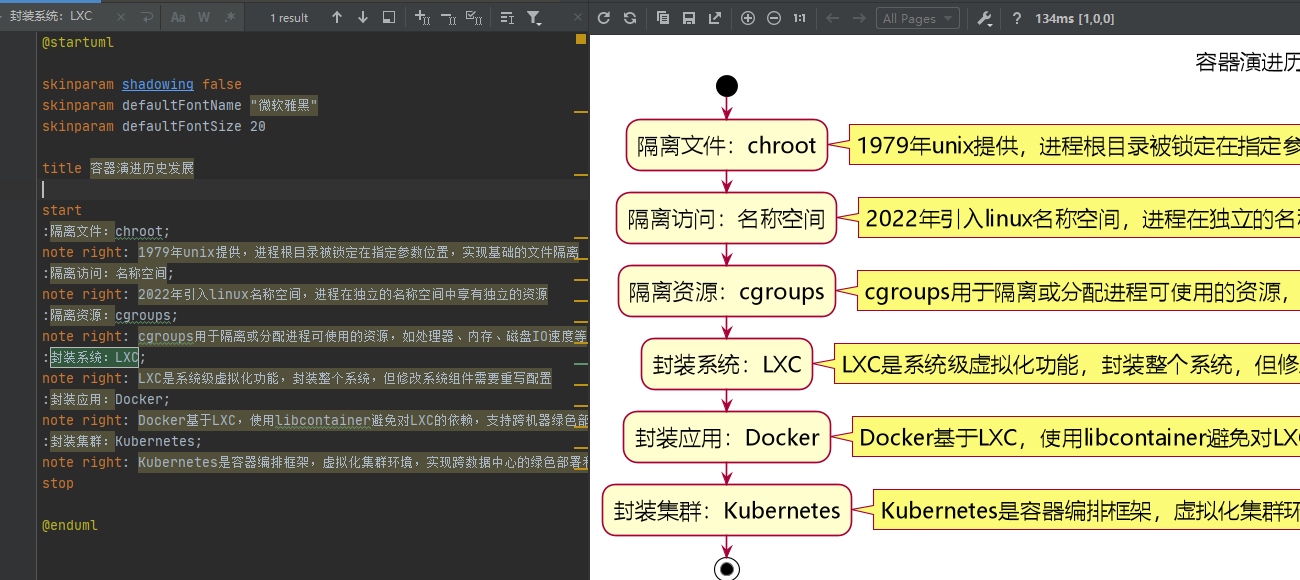 封装系统：LXC
Aa W .*
1 result
All Pages
1:1
? 134ms [1,0,0]
@startuml
skinparam shadowing false
skinparam defaultFontName "微软雅黑"
skinparam defaultFontSize 20
title 容器演进历史发展
start
:隔离文件：chroot;
note right: 1979年unix提供，进程根目录被锁定在指定参数位置，实现基础的文件隔离
:隔离访问：名称空间;
note right: 2022年引入linux名称空间，进程在独立的名称空间中享有独立的资源
:隔离资源：cgroups;
note right: cgroups用于隔离或分配进程可使用的资源，如处理器、内存、磁盘IO速度等
:封装系统：LXC;
note right: LXC是系统级虚拟化功能，封装整个系统，但修改系统组件需要重写配置
:封装应用：Docker;
note right: Docker基于LXC，使用libcontainer避免对LXC的依赖，支持跨机器绿色部
:封装集群：Kubernetes;
note right: Kubernetes是容器编排框架，虚拟化集群环境，实现跨数据中心的绿色部署
stop
@enduml
容器演进历
隔离文件：chroot
1979年unix提供，进程根目录被锁定在指定参
隔离访问：名称空间
2022年引入linux名称空间，进程在独立的名
隔离资源：cgroups
cgroups用于隔离或分配进程可使用的资源，
封装系统：LXC
LXC是系统级虚拟化功能，封装整个系统，但修
封装应用：Docker
Docker基于LXC，使用libcontainer避免对LX
封装集群：Kubernetes
Kubernetes是容器编排框架，虚拟化集群环